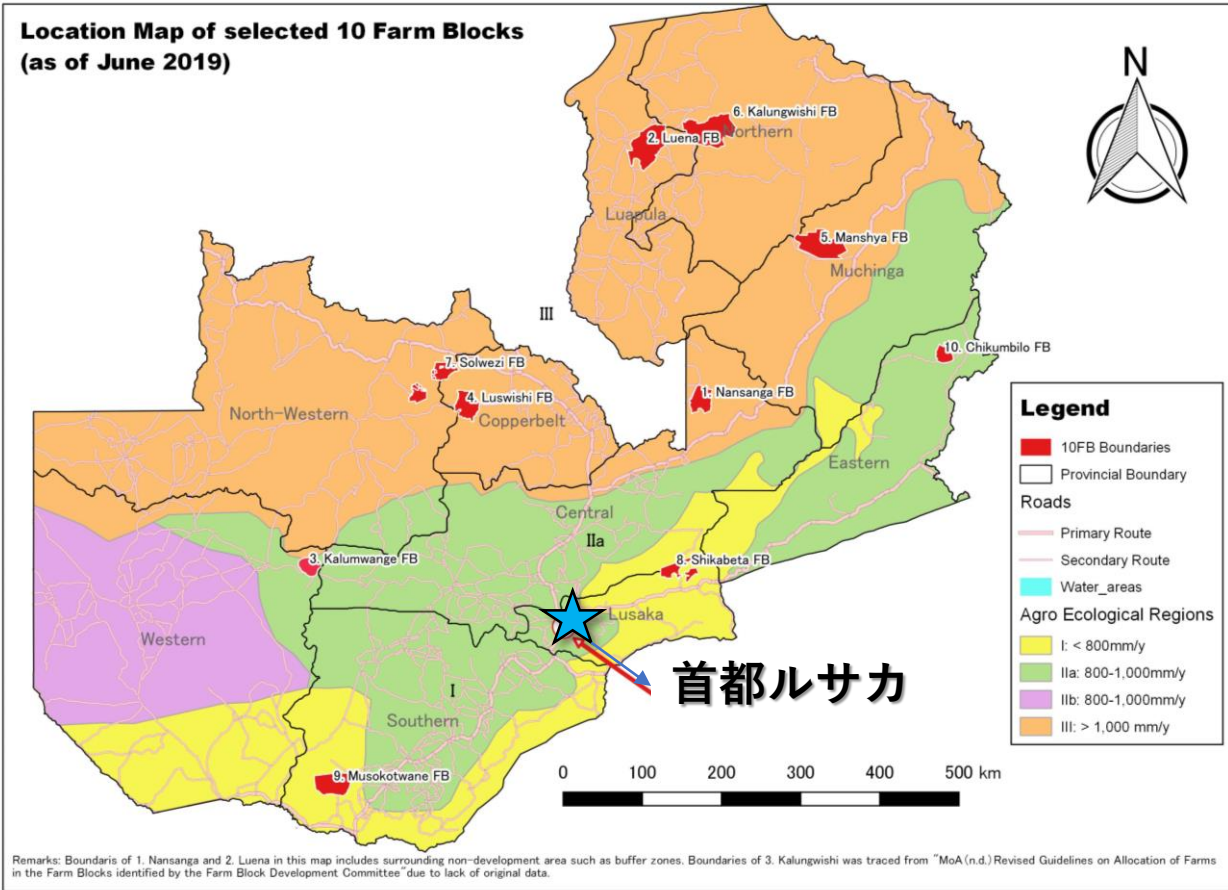 Location Map of selected 10 Farm Blocks
(as of June 2019)
N
6. Kalungwishi FB
Northern
2. Luena FB
Luapula
5. Manshya FB
Muchinga
III
10. Chikumbilo FB
7. Solwezi FB
1. Nansanga FB
4. Luswishi FB
North-Western
Copperbelt
Eastern
Central
IIa
3. Kalumwange FB
8. Shikabeta FB
Lusaka
Western
首都ルサカ
I
Southern
9. Musokotwane FB
Legend
10FB Boundaries
Provincial Boundary
Roads
Primary Route
Secondary Route
Water_areas
Agro Ecological Regions
I: < 800mm/y
IIa: 800-1,000mm/y
IIb: 800-1,000mm/y
III: > 1,000 mm/y
0 100 200 300 400 500 km
Remarks: Boundaris of 1. Nansanga and 2. Luena in this map includes surrounding non-development area such as buffer zones. Boundaries of 3. Kalungwishi was traced from "MoA (n.d.) Revised Guidelines on Allocation of Farms
in the Farm Blocks identified by the Farm Block Development Committee" due to lack of original data.